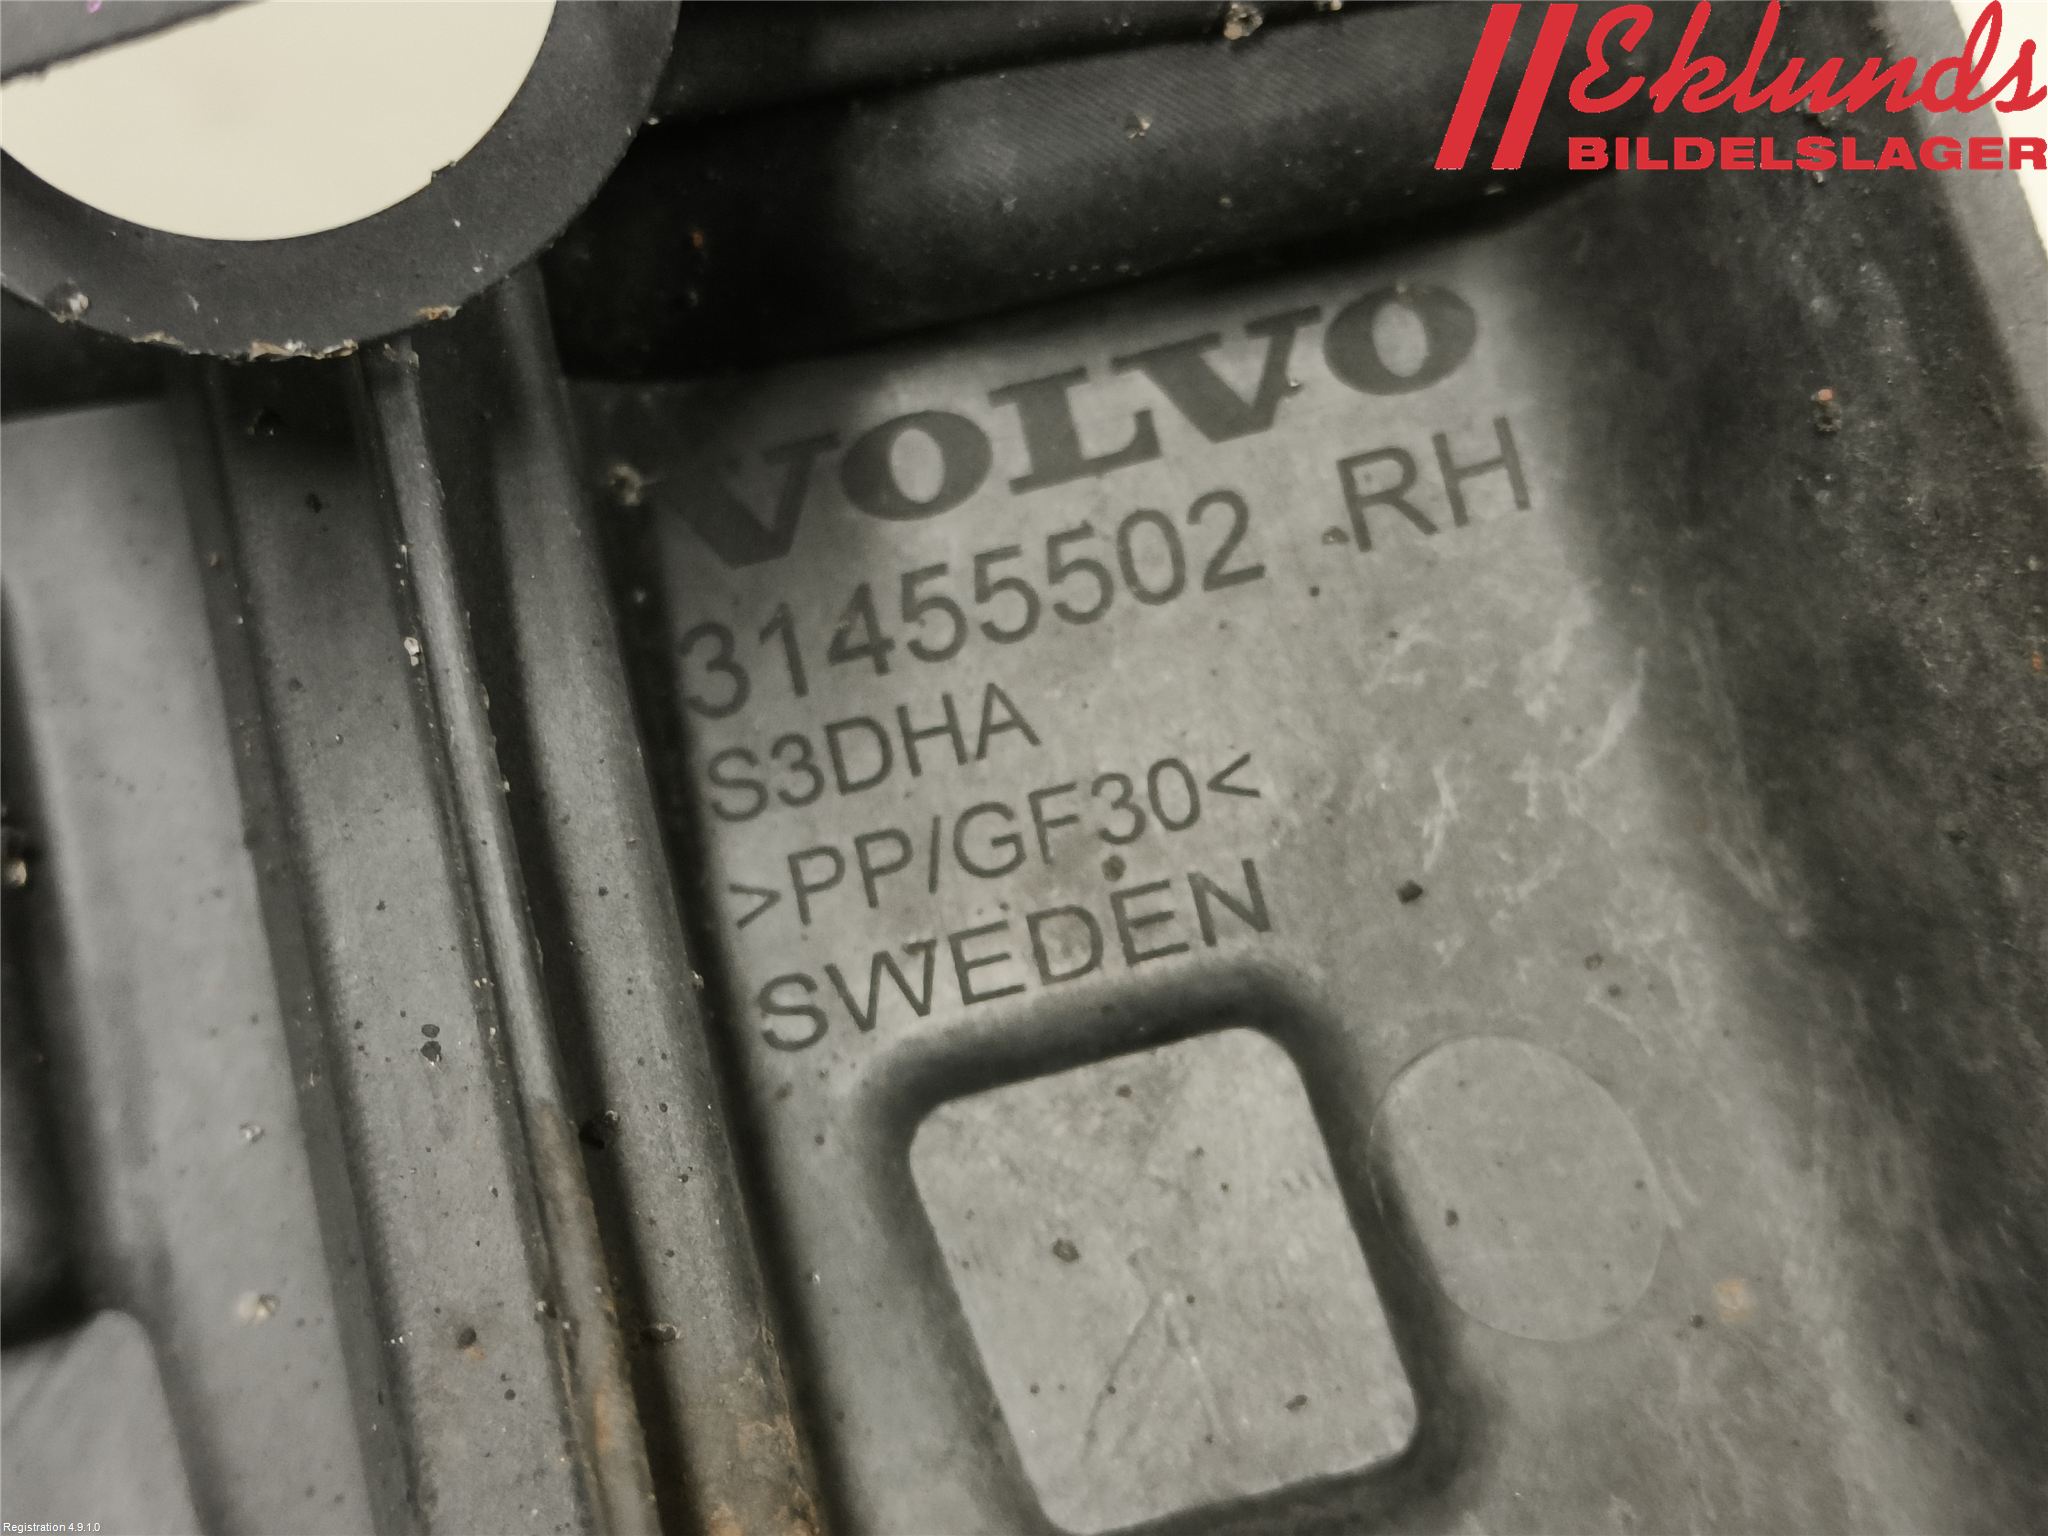 Eklunds
BILDELSLAGER
VOLVO
31455502 RH
S3DHA
>PP/GF30<
SWEDEN
Registration 4.9.1.0